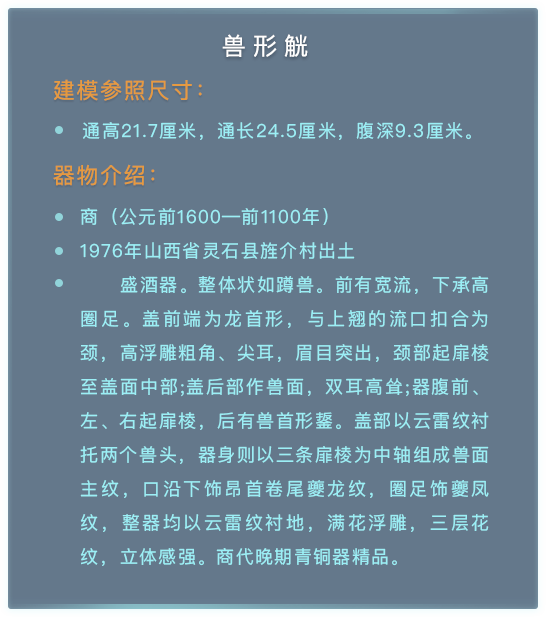 兽形觥
建模参照尺寸：
• 通高21.7厘米，通长24.5厘米，腹深9.3厘米。
器物介绍：
• 商（公元前1600—前1100年）
• 1976年山西省灵石县旌介村出土
• 盛酒器。整体状如蹲兽。前有宽流，下承高
圈足。盖前端为龙首形，与上翘的流口扣合为
颈，高浮雕粗角、尖耳，眉目突出，颈部起扉棱
至盖面中部;盖后部作兽面，双耳高耸;器腹前、
左、右起扉棱，后有兽首形鋬。盖部以云雷纹衬
托两个兽头，器身则以三条扉棱为中轴组成兽面
主纹，口沿下饰昂首卷尾夔龙纹，圈足饰夔凤
纹，整器均以云雷纹衬地，满花浮雕，三层花
纹，立体感强。商代晚期青铜器精品。